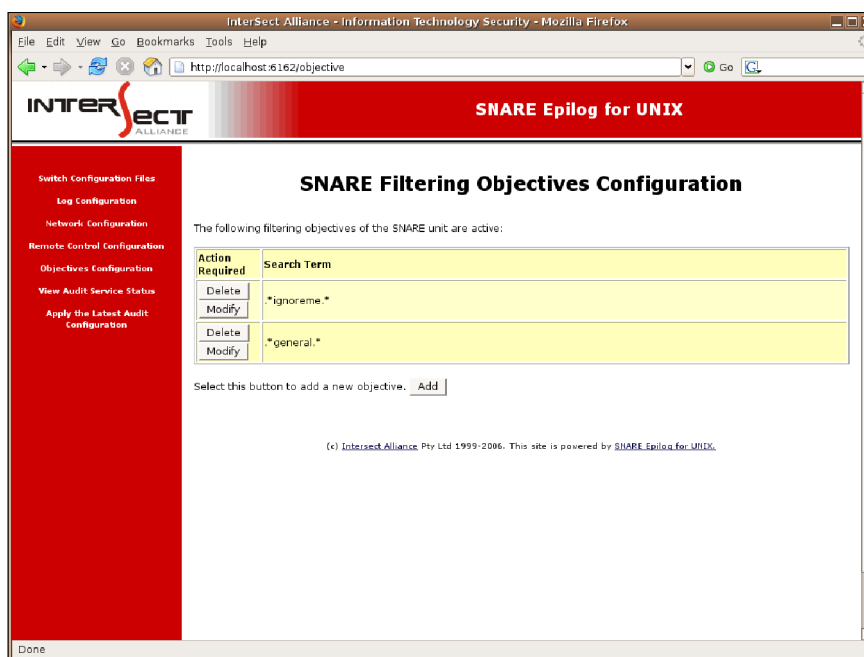 InterSect Alliance - Information Technology Security - Mozilla Firefox
File Edit View Go Bookmarks Tools Help
http://localhost:6162/objective
Go
G
INTERSECT
ALLIANCE
SNARE Epilog for UNIX
Switch Configuration Files
Log Configuration
Network Configuration
Remote Control Configuration
Objectives Configuration
View Audit Service Status
Apply the Latest Audit
Configuration
SNARE Filtering Objectives Configuration
The following filtering objectives of the SNARE unit are active:
Action
Required
Search Term
Delete
Modify
.*ignoreme.*
Delete
Modify
.*general.*
Select this button to add a new objective. Add
(c) Intersect Alliance Pty Ltd 1999-2006. This site is powered by SNARE Epilog for UNIX.
Done